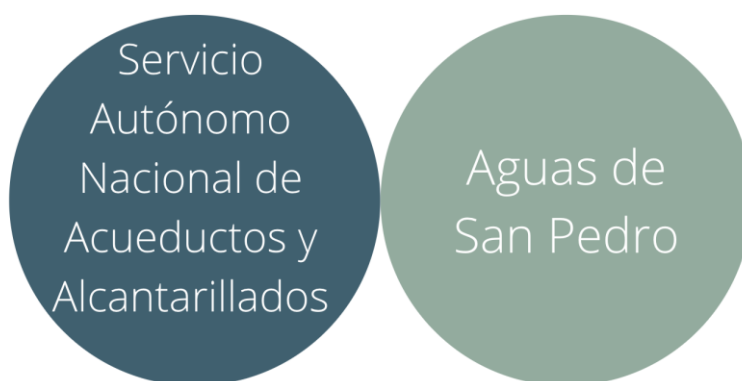 Servicio
Autónomo
Nacional de
Acueductos y
Alcantarillados
Aguas de
San Pedro